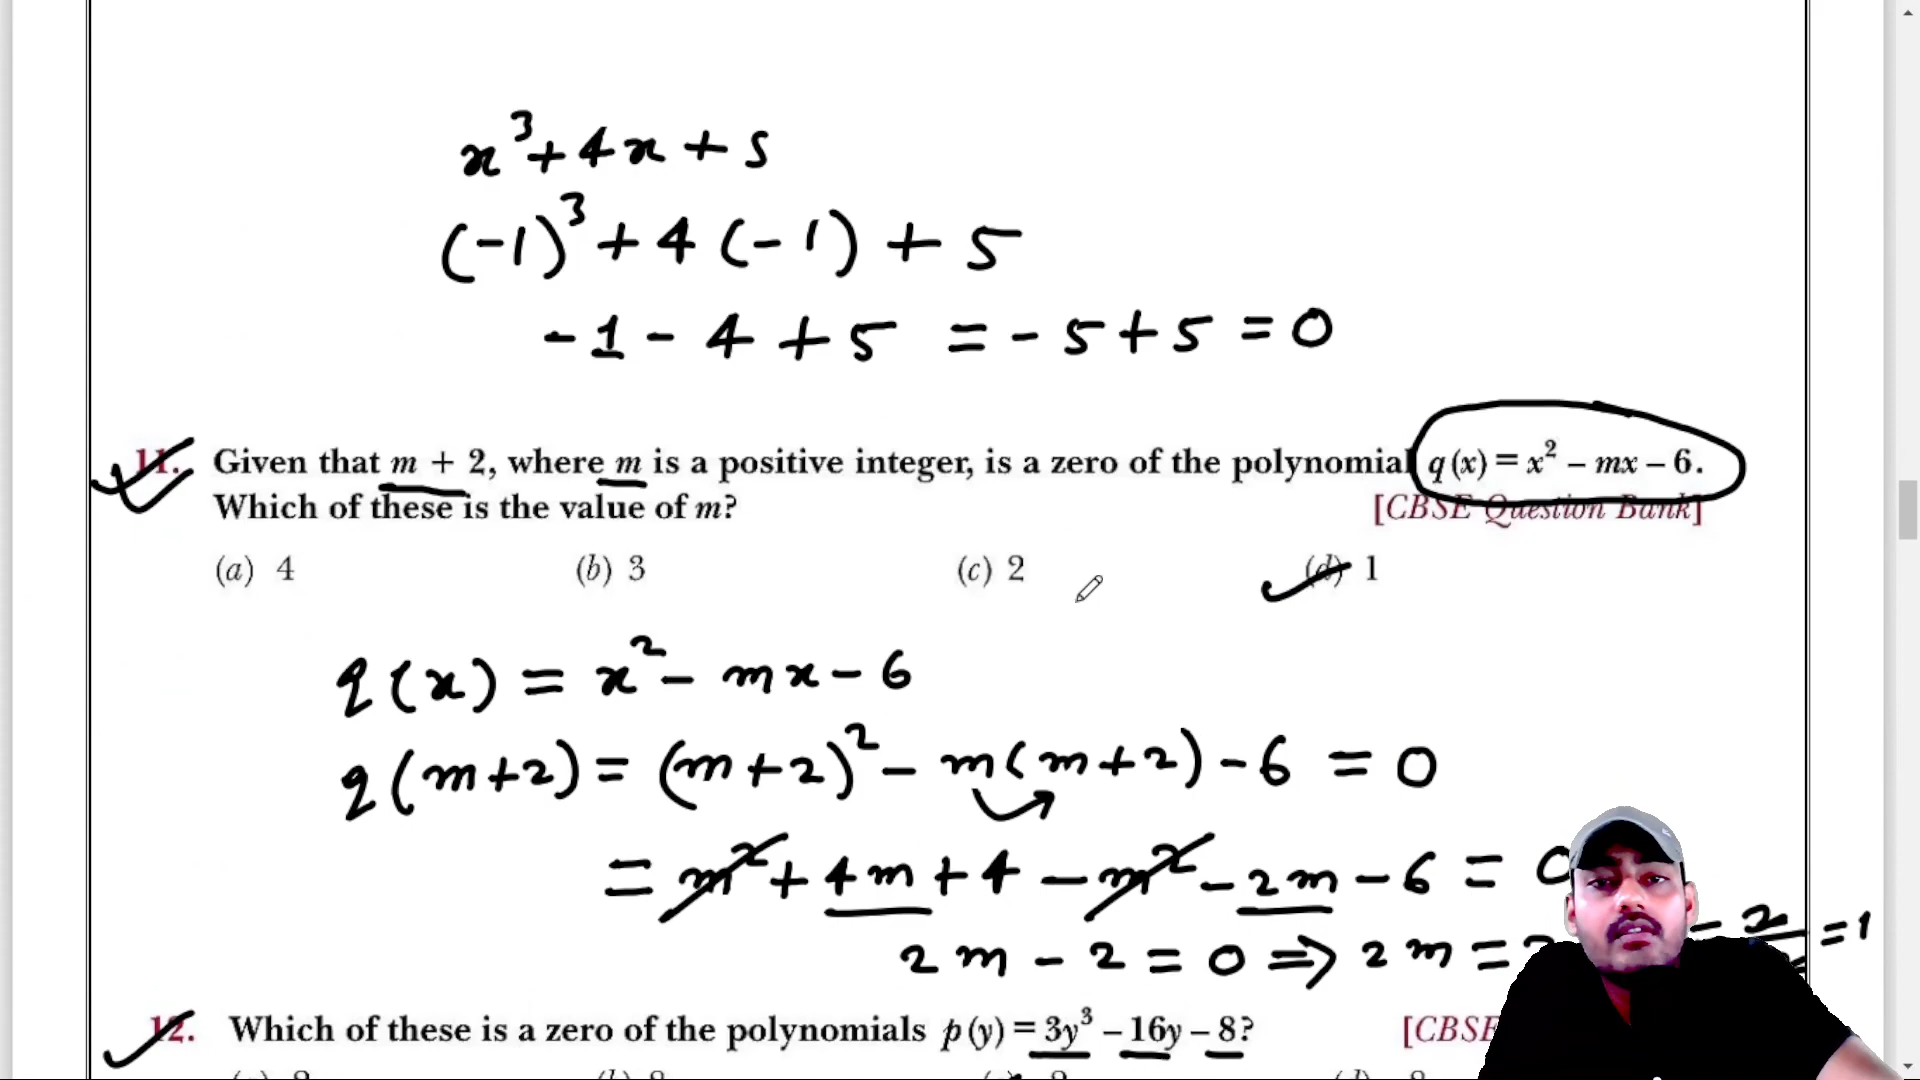 x³ + 4x + 5
(-1)³ + 4 (-1) + 5
-1 - 4 + 5 = - 5 + 5 = 0
11. Given that m + 2, where m is a positive integer, is a zero of the polynomial q(x) = x² – mx – 6.
Which of these is the value of m? [CBSE Question Bank]
(a) 4 (b) 3 (c) 2 (d) 1
q(x) = x² - mx - 6
q(m+2) = (m+2)² - m(m+2) - 6 = 0
= m² + 4m + 4 - m² - 2m - 6 = 0
2m - 2 = 0 ⇒ 2m = = 1
12. Which of these is a zero of the polynomials p(y) = 3y³ – 16y – 8? [CBSE